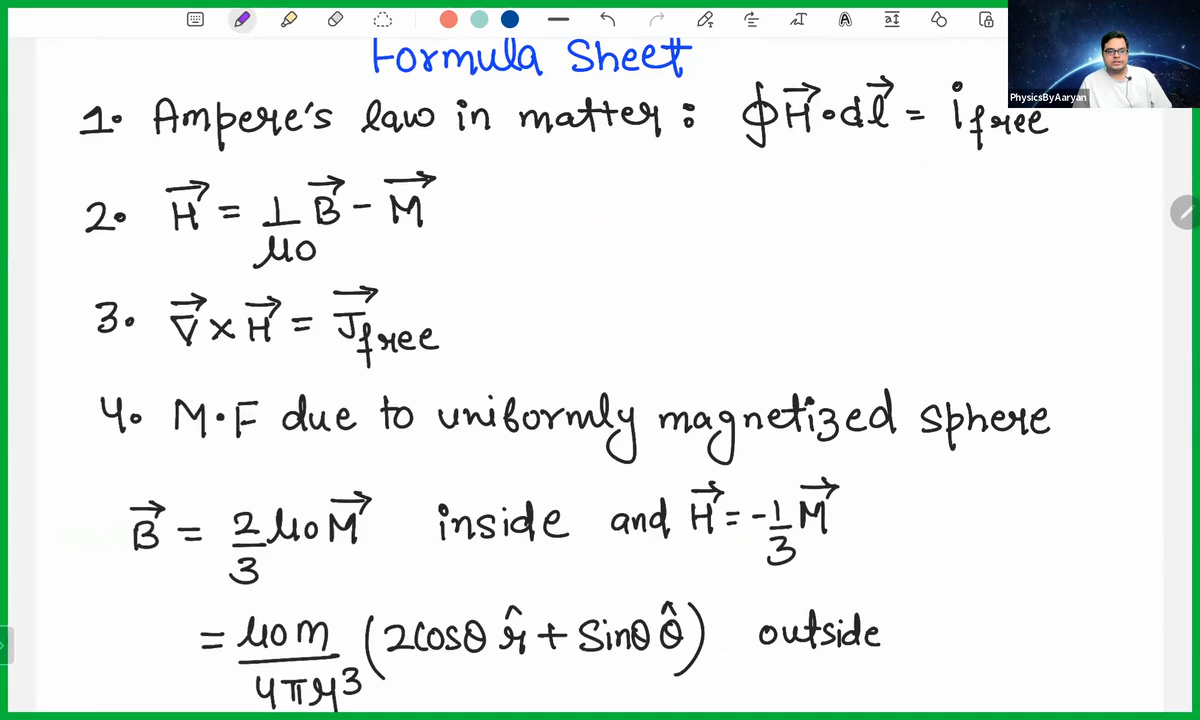 Formula Sheet
PhysicsByAaryan
1. Ampere's law in matter : ∮H⃗·dl⃗ = i_free
2. H⃗ = 1/μ0 B⃗ - M⃗
3. ∇⃗ × H⃗ = J⃗_free
4. M.F due to uniformly magnetized sphere
B⃗ = 2/3 μ0 M⃗ inside and H⃗ = -1/3 M⃗
= μ0m/4πr³ (2cosθ r̂ + Sinθ θ̂) outside